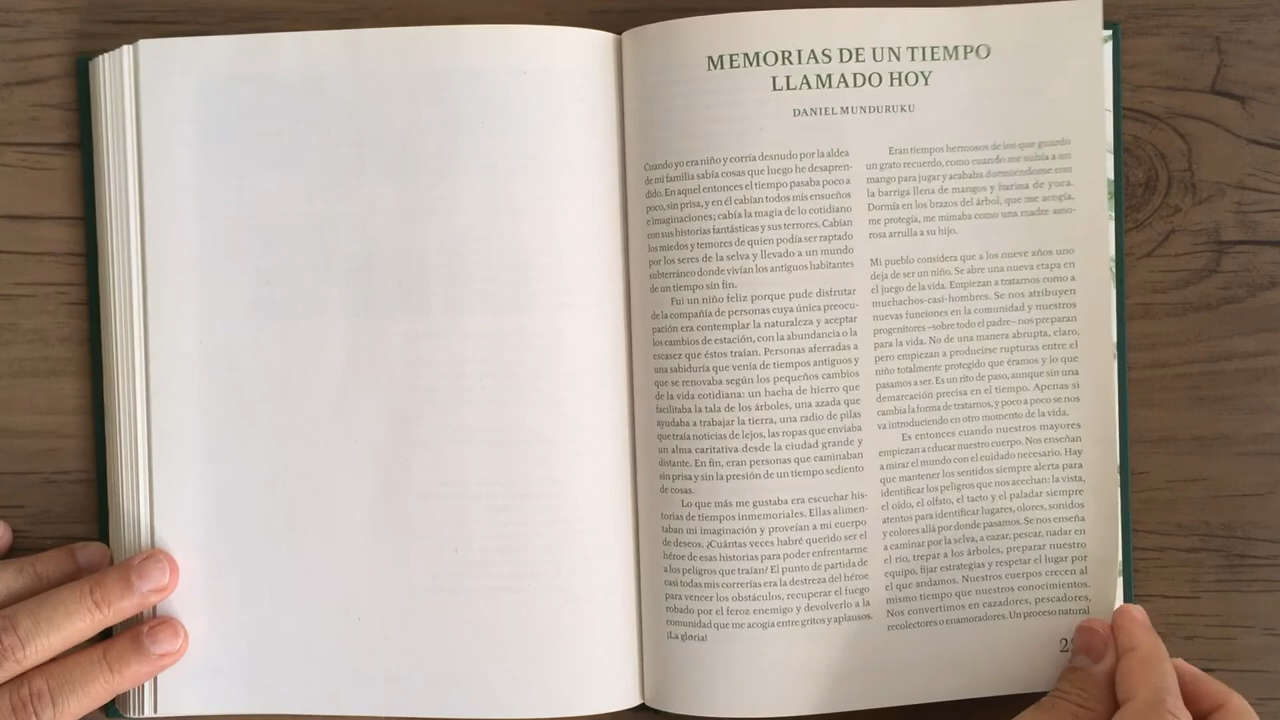 MEMORIAS DE UN TIEMPO
LLAMADO HOY
DANIEL MUNDURUKU
Cuando yo era niño y corría desnudo por la aldea
de mi familia sabía cosas que luego he desapren-
dido. En aquel entonces el tiempo pasaba poco a
poco, sin prisa, y en él cabían todos mis ensueños
e imaginaciones; cabía la magia de lo cotidiano
con sus historias fantásticas y sus terrores. Cabían
los miedos y temores de quien podía ser raptado
por los seres de la selva y llevado a un mundo
subterráneo donde vivían los antiguos habitantes
de un tiempo sin fin.
Fui un niño feliz porque pude disfrutar
de la compañía de personas cuya única preocu-
pación era contemplar la naturaleza y aceptar
los cambios de estación, con la abundancia o la
escasez que éstos traían. Personas aferradas a
una sabiduría que venía de tiempos antiguos y
que se renovaba según los pequeños cambios
de la vida cotidiana: un hacha de hierro que
facilitaba la tala de los árboles, una azada que
ayudaba a trabajar la tierra, una radio de pilas
que traía noticias de lejos, las ropas que enviaba
un alma caritativa desde la ciudad grande y
distante. En fin, eran personas que caminaban
sin prisa y sin la presión de un tiempo sediento
de cosas.
Lo que más me gustaba era escuchar his-
torias de tiempos inmemoriales. Ellas alimen-
taban mi imaginación y proveían a mi cuerpo
de deseos. ¿Cuántas veces habré querido ser el
héroe de esas historias para poder enfrentarme
a los peligros que traían? El punto de partida de
casi todas mis correrías era la destreza del héroe
para vencer los obstáculos, recuperar el fuego
robado por el feroz enemigo y devolverlo a la
comunidad que me acogía entre gritos y aplausos.
¡La gloria!
Eran tiempos hermosos de los que guardo
un grato recuerdo, como cuando me subía a un
mango para jugar y acababa durmiéndome con
la barriga llena de mangos y harina de yuca.
Dormía en los brazos del árbol, que me acogía,
me protegía, me mimaba como una madre amo-
rosa arrulla a su hijo.
Mi pueblo considera que a los nueve años uno
deja de ser un niño. Se abre una nueva etapa en
el juego de la vida. Empiezan a tratarnos como a
muchachos-casi-hombres. Se nos atribuyen
nuevas funciones en la comunidad y nuestros
progenitores –sobre todo el padre– nos preparan
para la vida. No de una manera abrupta, claro,
pero empiezan a producirse rupturas entre el
niño totalmente protegido que éramos y lo que
pasamos a ser. Es un rito de paso, aunque sin una
demarcación precisa en el tiempo. Apenas si
cambia la forma de tratarnos, y poco a poco se nos
va introduciendo en otro momento de la vida.
Es entonces cuando nuestros mayores
empiezan a educar nuestro cuerpo. Nos enseñan
a mirar el mundo con el cuidado necesario. Hay
que mantener los sentidos siempre alerta para
identificar los peligros que nos acechan: la vista,
el oído, el olfato, el tacto y el paladar siempre
atentos para identificar lugares, olores, sonidos
y colores allá por donde pasamos. Se nos enseña
a caminar por la selva, a cazar, pescar, nadar en
el río, trepar a los árboles, preparar nuestro
equipo, fijar estrategias y respetar el lugar por
el que andamos. Nuestros cuerpos crecen al
mismo tiempo que nuestros conocimientos.
Nos convertimos en cazadores, pescadores,
recolectores o enamoradores. Un proceso natural